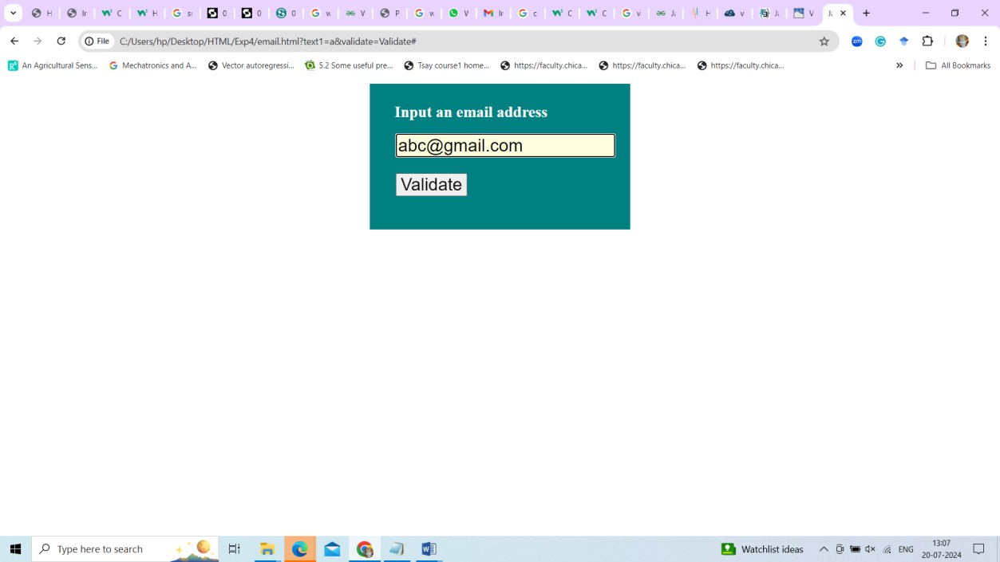 H Ir H H si 0 0 0 w V P w V Ir c C C v Ji H v Ja V Ja
File C:/Users/hp/Desktop/HTML/Exp4/email.html?text1=a&validate=Validate#
An Agricultural Sens... Mechatronics and A... Vector autoregressi... 5.2 Some useful pre... Tsay course1 home... https://faculty.chica... https://faculty.chica... https://faculty.chica... » All Bookmarks
Input an email address
abc@gmail.com
Validate
Type here to search
Watchlist ideas
ENG
13:07
20-07-2024